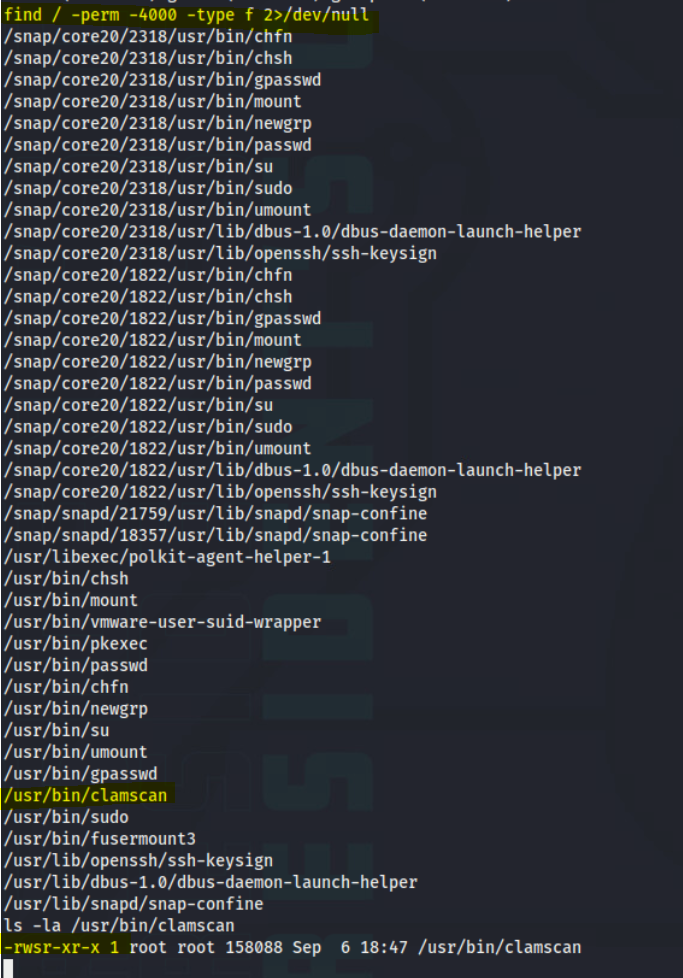 find / -perm -4000 -type f 2>/dev/null
/snap/core20/2318/usr/bin/chfn
/snap/core20/2318/usr/bin/chsh
/snap/core20/2318/usr/bin/gpasswd
/snap/core20/2318/usr/bin/mount
/snap/core20/2318/usr/bin/newgrp
/snap/core20/2318/usr/bin/passwd
/snap/core20/2318/usr/bin/su
/snap/core20/2318/usr/bin/sudo
/snap/core20/2318/usr/bin/umount
/snap/core20/2318/usr/lib/dbus-1.0/dbus-daemon-launch-helper
/snap/core20/2318/usr/lib/openssh/ssh-keysign
/snap/core20/1822/usr/bin/chfn
/snap/core20/1822/usr/bin/chsh
/snap/core20/1822/usr/bin/gpasswd
/snap/core20/1822/usr/bin/mount
/snap/core20/1822/usr/bin/newgrp
/snap/core20/1822/usr/bin/passwd
/snap/core20/1822/usr/bin/su
/snap/core20/1822/usr/bin/sudo
/snap/core20/1822/usr/bin/umount
/snap/core20/1822/usr/lib/dbus-1.0/dbus-daemon-launch-helper
/snap/core20/1822/usr/lib/openssh/ssh-keysign
/snap/snapd/21759/usr/lib/snapd/snap-confine
/snap/snapd/18357/usr/lib/snapd/snap-confine
/usr/libexec/polkit-agent-helper-1
/usr/bin/chsh
/usr/bin/mount
/usr/bin/vmware-user-suid-wrapper
/usr/bin/pkexec
/usr/bin/passwd
/usr/bin/chfn
/usr/bin/newgrp
/usr/bin/su
/usr/bin/umount
/usr/bin/gpasswd
/usr/bin/clamscan
/usr/bin/sudo
/usr/bin/fusermount3
/usr/lib/openssh/ssh-keysign
/usr/lib/dbus-1.0/dbus-daemon-launch-helper
/usr/lib/snapd/snap-confine
ls -la /usr/bin/clamscan
-rwsr-xr-x 1 root root 158088 Sep  6 18:47 /usr/bin/clamscan